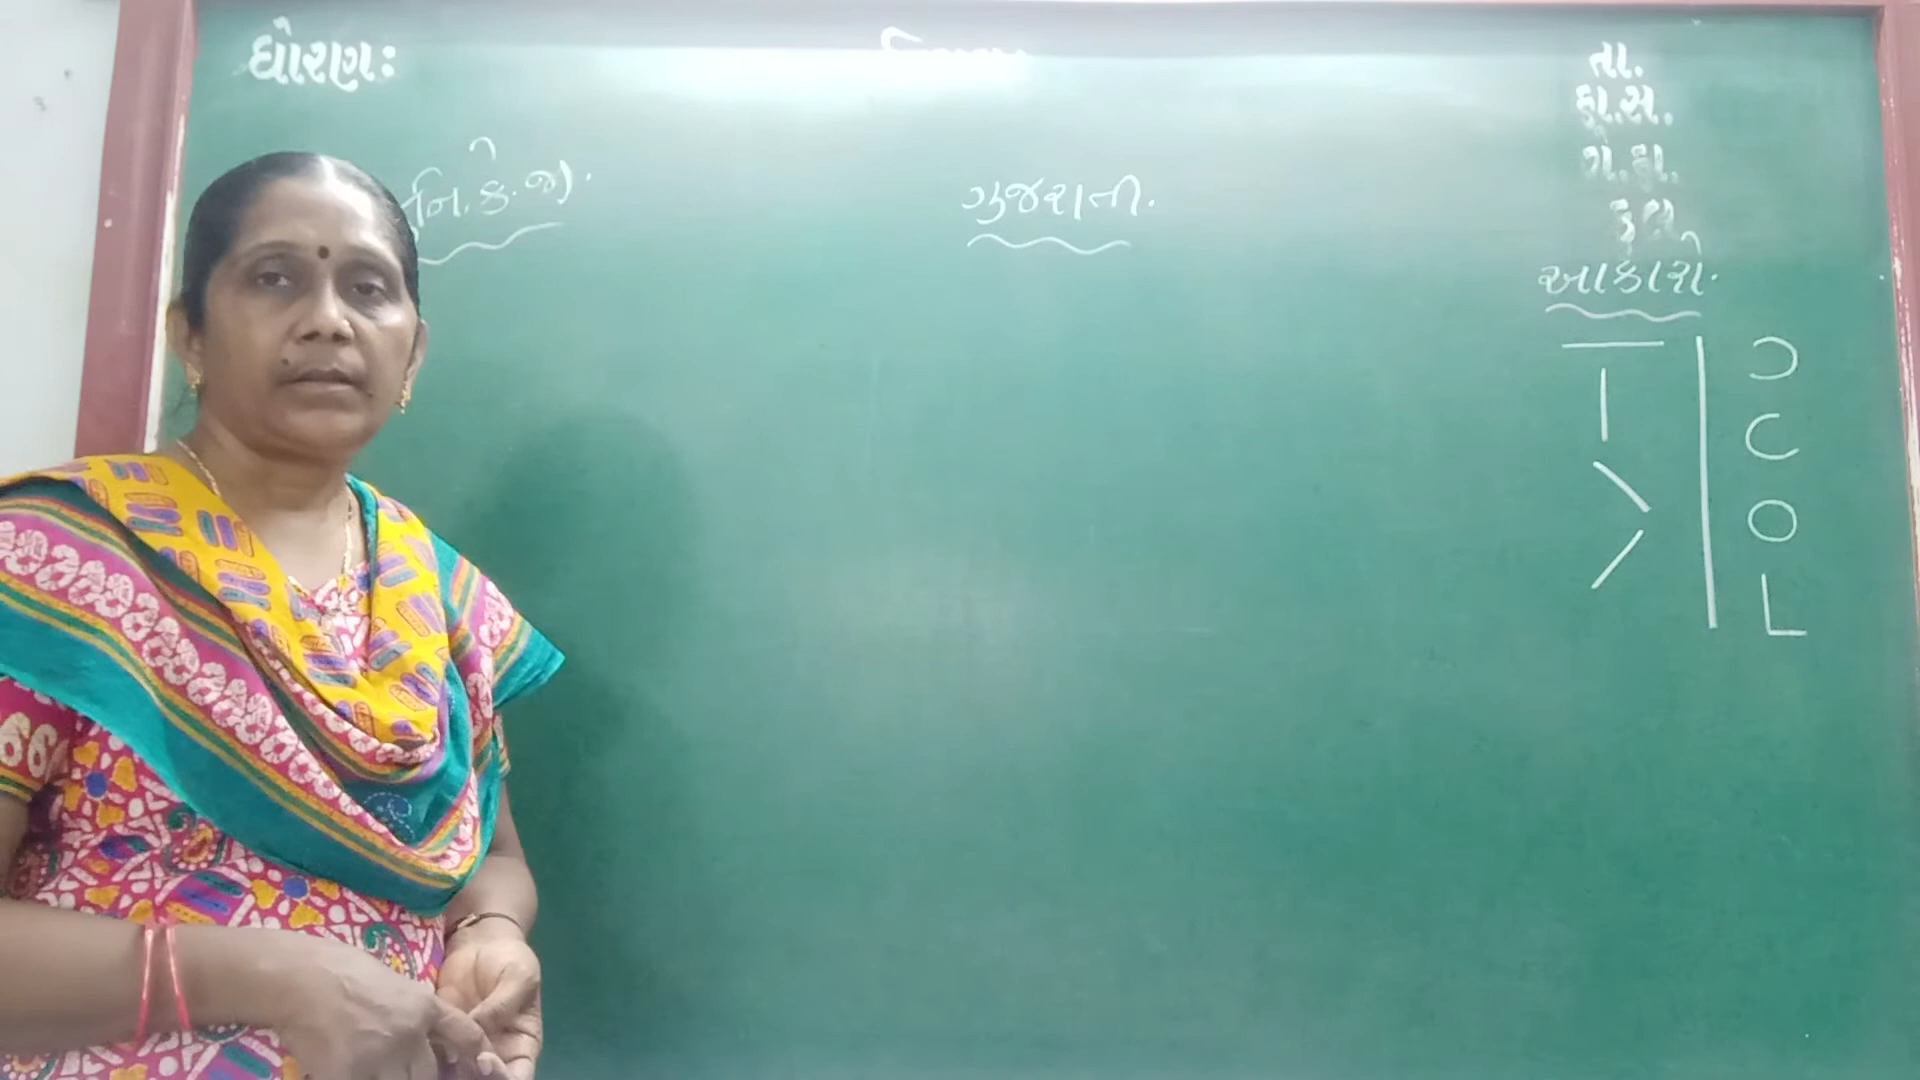 ધોરણઃ
તા.
હા.સ.
ગે.હા.
કુલ
નિ.કે.જી.
ગુજરાતી.
આકારો.